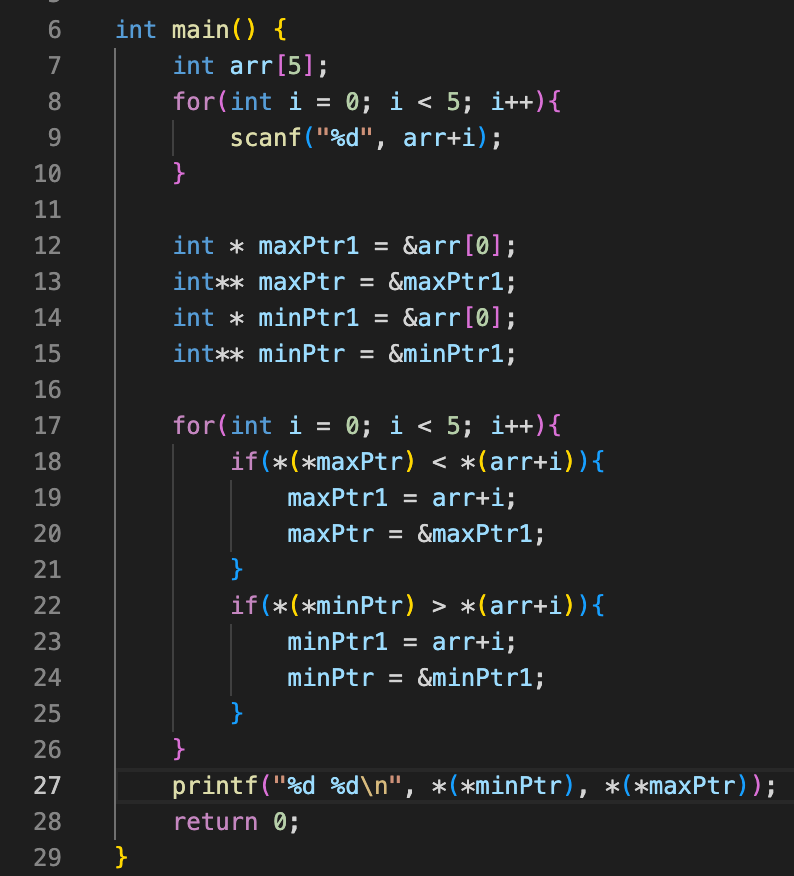 6 int main() {
7     int arr[5];
8     for(int i = 0; i < 5; i++){
9         scanf("%d", arr+i);
10     }
11
12     int * maxPtr1 = &arr[0];
13     int** maxPtr = &maxPtr1;
14     int * minPtr1 = &arr[0];
15     int** minPtr = &minPtr1;
16
17     for(int i = 0; i < 5; i++){
18         if(*(*maxPtr) < *(arr+i)){
19             maxPtr1 = arr+i;
20             maxPtr = &maxPtr1;
21         }
22         if(*(*minPtr) > *(arr+i)){
23             minPtr1 = arr+i;
24             minPtr = &minPtr1;
25         }
26     }
27     printf("%d %d\n", *(*minPtr), *(*maxPtr));
28     return 0;
29 }